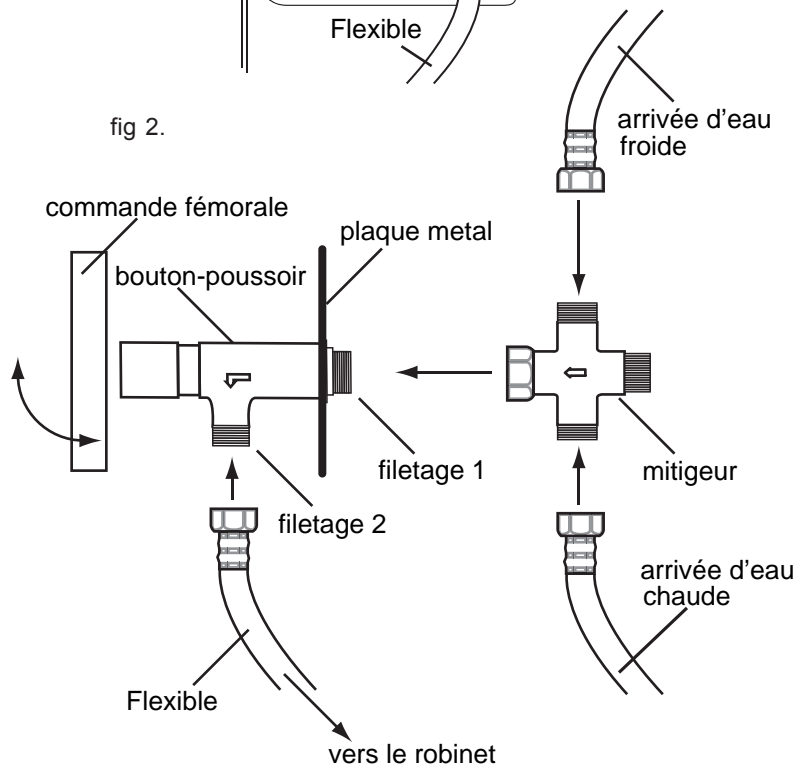 Flexible
fig 2.
arrivée d'eau
froide
commande fémorale
plaque metal
bouton-poussoir
filetage 1
mitigeur
filetage 2
arrivée d'eau
chaude
Flexible
vers le robinet